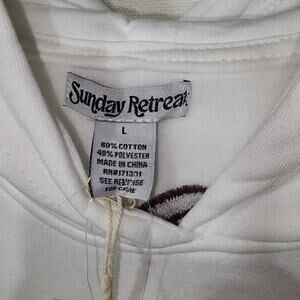 Sunday Retreat
L
60% COTTON
40% POLYESTER
MADE IN CHINA
RN#171301
SEE REVERSE
FOR CARE